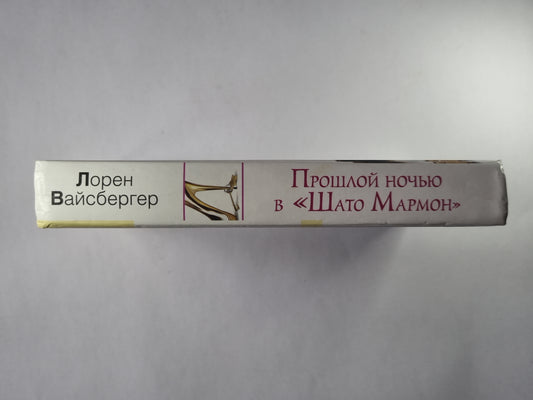 Лорен
Вайсбергер
Прошлой ночью
в «Шато Мармон»